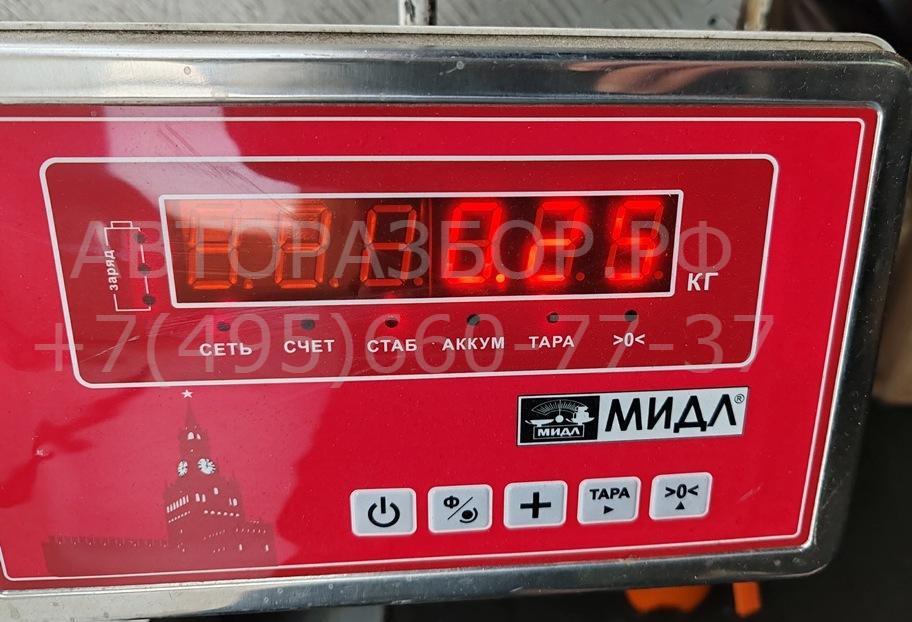 АВТОРАЗБОР.РФ
заряд
КГ
+7(495)660-77-37
СЕТЬ СЧЕТ СТАБ АККУМ ТАРА >0<
МИДЛ МИДЛ®
Ф ТАРА >0<